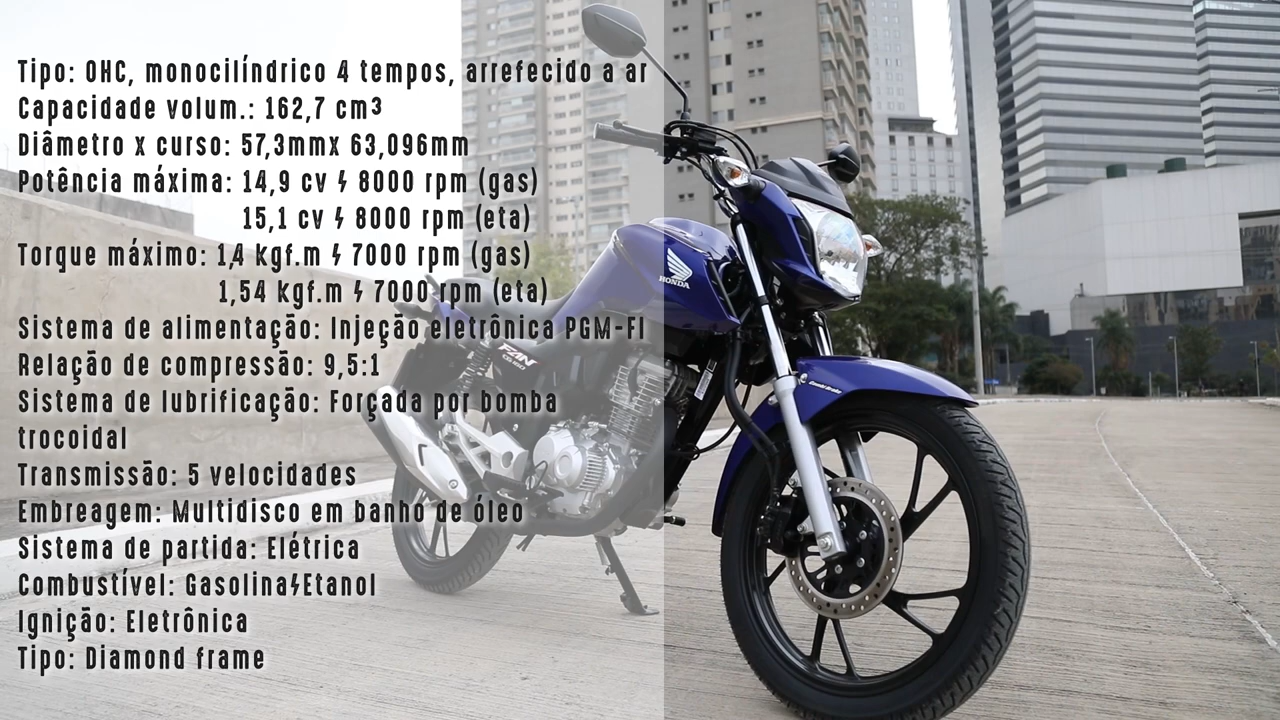 Tipo: OHC, monocilíndrico 4 tempos, arrefecido a ar
Capacidade volum.: 162,7 cm³
Diâmetro x curso: 57,3mmx 63,096mm
Potência máxima: 14,9 cv ϟ 8000 rpm (gas)
15,1 cv ϟ 8000 rpm (eta)
Torque máximo: 1,4 kgf.m ϟ 7000 rpm (gas)
1,54 kgf.m ϟ 7000 rpm (eta)
Sistema de alimentação: Injeção eletrônica PGM-FI
Relação de compressão: 9,5:1
Sistema de lubrificação: Forçada por bomba
trocoidal
Transmissão: 5 velocidades
Embreagem: Multidisco em banho de óleo
Sistema de partida: Elétrica
Combustível: GasolinaϟEtanol
Ignição: Eletrônica
Tipo: Diamond frame
HONDA
FAN
CG 160